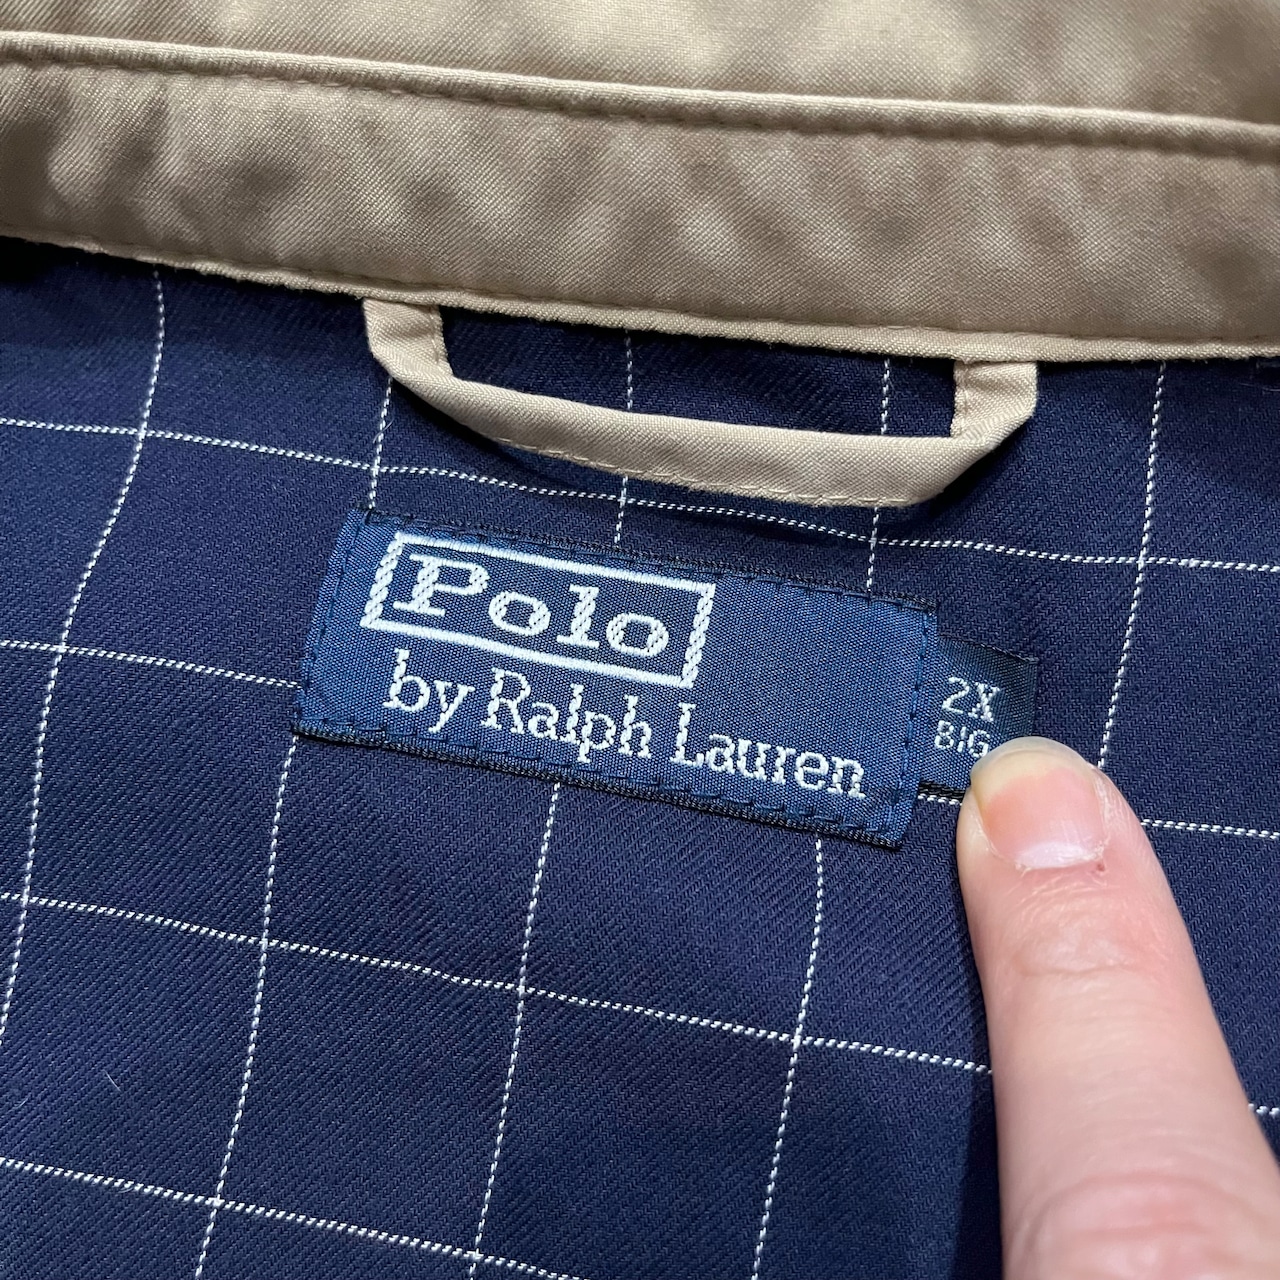 Polo
by Ralph Lauren
2X
BIG